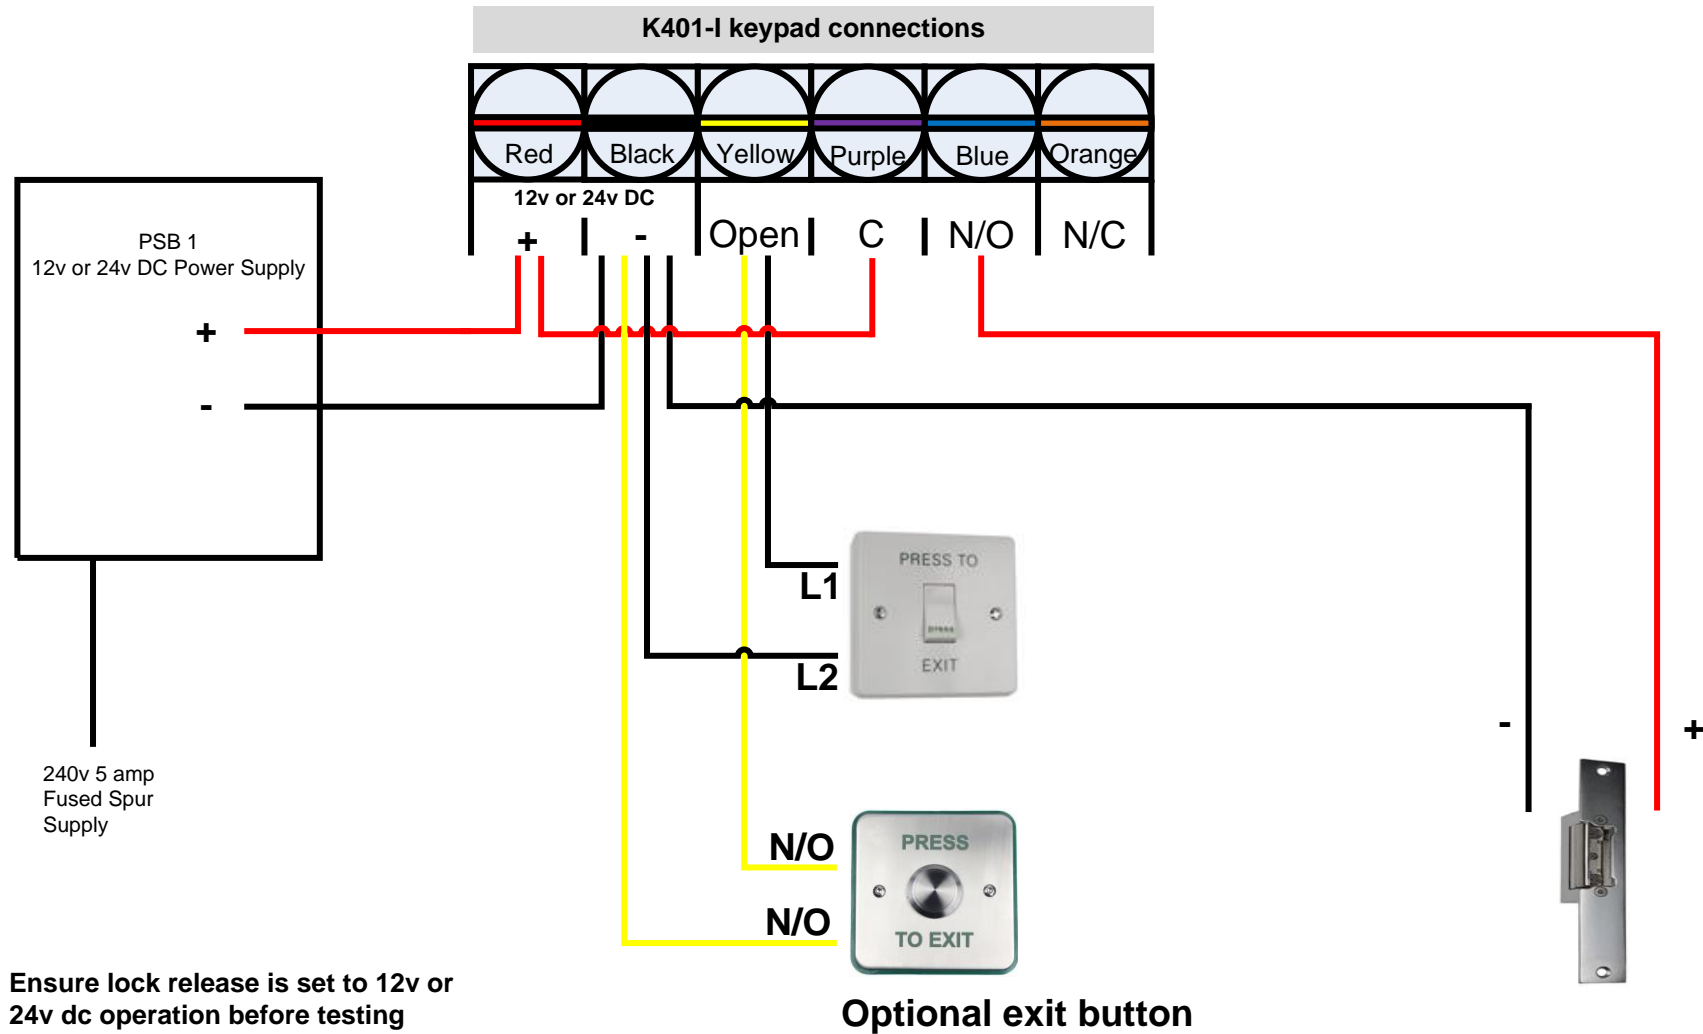 K401-I keypad connections
Red Black Yellow Purple Blue Orange
12v or 24v DC
+ - Open C N/O N/C
PSB 1
12v or 24v DC Power Supply
+
-
PRESS TO
L1
press
EXIT
L2
- +
240v 5 amp
Fused Spur
Supply
N/O
PRESS
N/O
TO EXIT
Ensure lock release is set to 12v or
24v dc operation before testing
Optional exit button